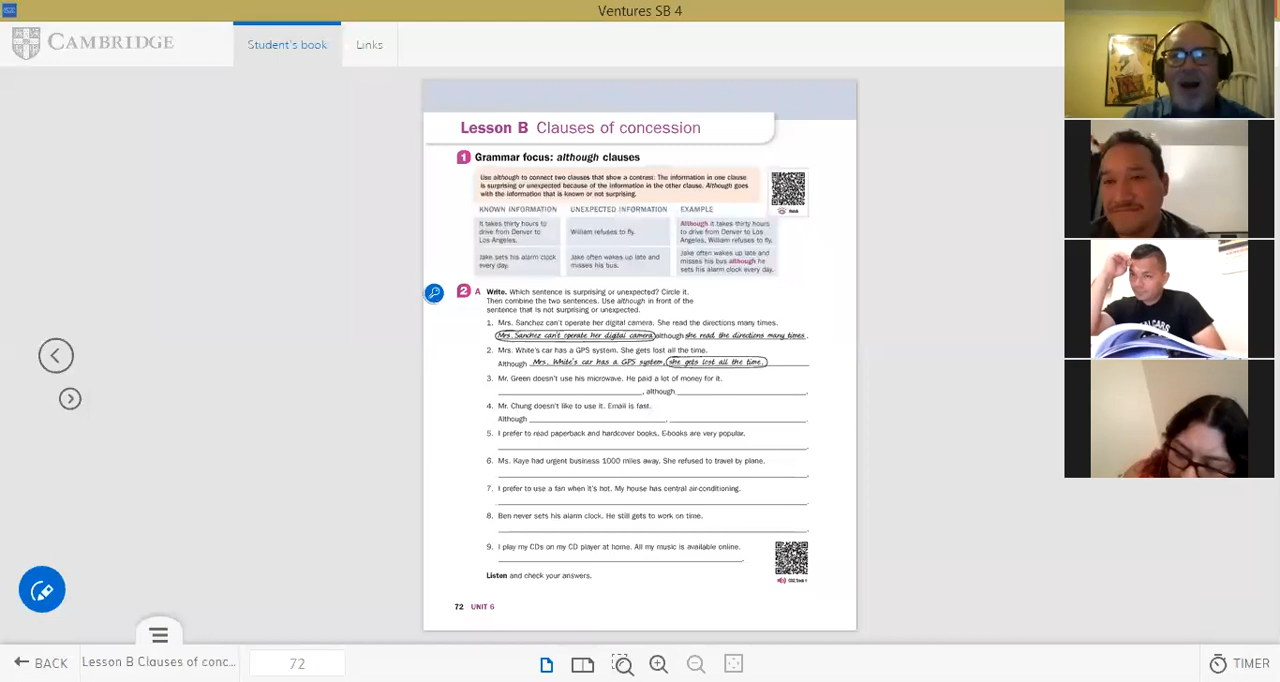 Ventures SB 4
CAMBRIDGE
Student's book
Links
Lesson B Clauses of concession
1 Grammar focus: although clauses
Use although to connect two clauses that show a contrast: The information in one clause
is surprising or unexpected because of the information in the other clause. Although goes
with the information that is known or not surprising.
KNOWN INFORMATION UNEXPECTED INFORMATION EXAMPLE
It takes thirty hours to
drive from Denver to
Los Angeles.
William refuses to fly.
Although it takes thirty hours
to drive from Denver to Los
Angeles, William refuses to fly.
Jake sets his alarm clock
every day.
Jake often wakes up late and
misses his bus.
Jake often wakes up late and
misses his bus although he
sets his alarm clock every day.
2 A Write. Which sentence is surprising or unexpected? Circle it.
Then combine the two sentences. Use although in front of the
sentence that is not surprising or unexpected.
1. Mrs. Sanchez can't operate her digital camera. She read the directions many times.
Mrs. Sanchez can't operate her digital camera although she read the directions many times.
2. Mrs. White's car has a GPS system. She gets lost all the time.
Although Mrs. White's car has a GPS system, she gets lost all the time.
3. Mr. Green doesn't use his microwave. He paid a lot of money for it.
, although .
4. Mr. Chung doesn't like to use it. Email is fast.
Although , .
5. I prefer to read paperback and hardcover books. E-books are very popular.
6. Ms. Kaye had urgent business 1000 miles away. She refused to travel by plane.
7. I prefer to use a fan when it's hot. My house has central air-conditioning.
8. Ben never sets his alarm clock. He still gets to work on time.
9. I play my CDs on my CD player at home. All my music is available online.
Listen and check your answers.
72 UNIT 6
BACK
Lesson B Clauses of conc...
72
TIMER